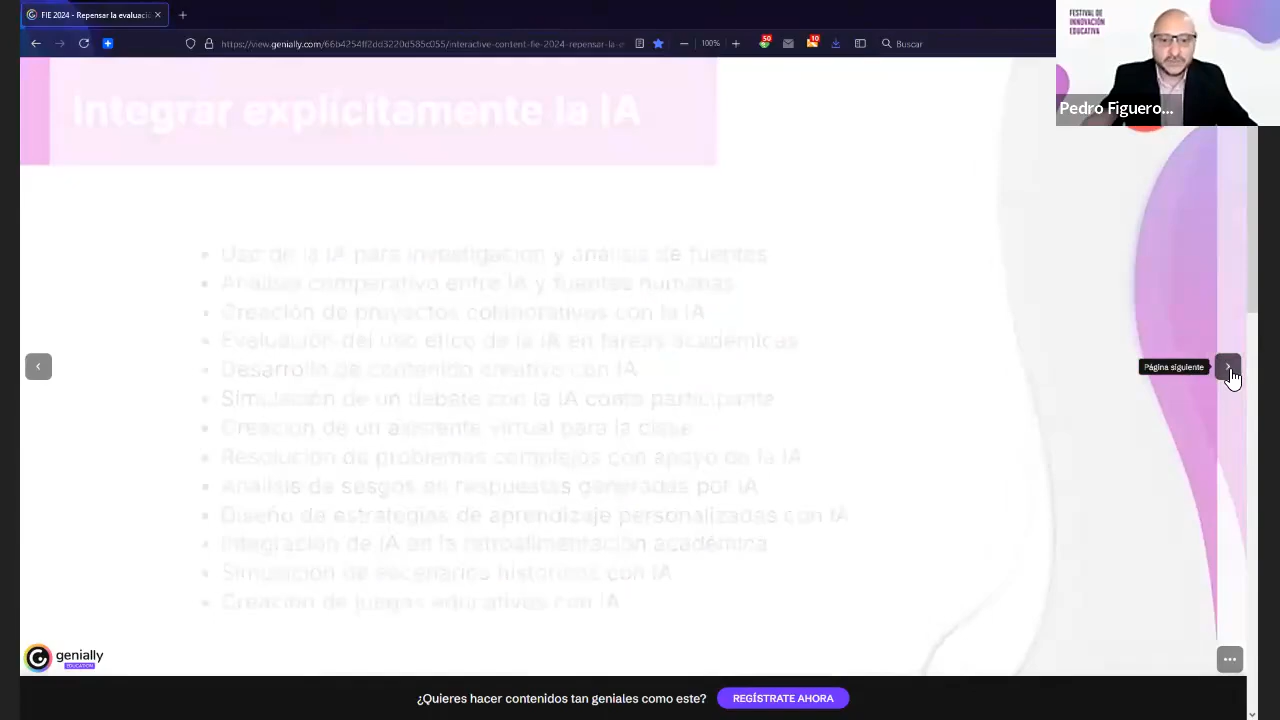 FIE 2024 - Repensar la evaluació
https://view.genially.com/66b4254ff2dd3220d585c055/interactive-content-fie-2024-repensar-la-e
100%
50
10
Buscar
FESTIVAL DE
INNOVACIÓN
EDUCATIVA
Pedro Figuero...
Integrar explícitamente la IA
• Uso de la IA para investigación y análisis de fuentes
• Análisis comparativo entre IA y fuentes humanas
• Creación de proyectos colaborativos con la IA
• Evaluación del uso ético de la IA en tareas académicas
• Desarrollo de contenido creativo con IA
• Simulación de un debate con la IA como participante
• Creación de un asistente virtual para la clase
• Resolución de problemas complejos con apoyo de la IA
• Análisis de sesgos en respuestas generadas por IA
• Diseño de estrategias de aprendizaje personalizadas con IA
• Integración de IA en la retroalimentación académica
• Simulación de escenarios históricos con IA
• Creación de juegos educativos con IA
Página siguiente
genially
EDUCATION
¿Quieres hacer contenidos tan geniales como este?
REGÍSTRATE AHORA